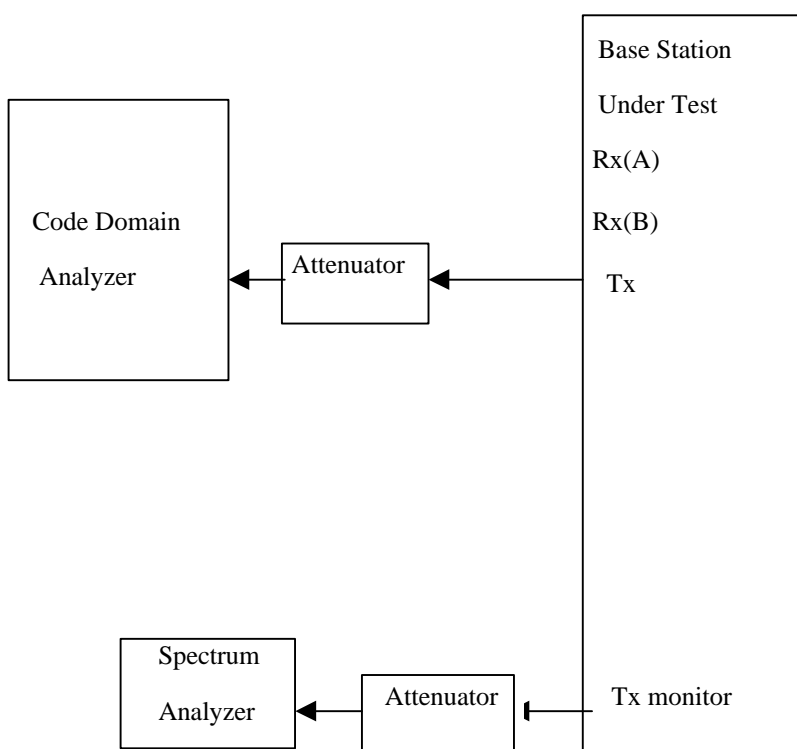 Base Station
Under Test
Rx(A)
Rx(B)
Tx
Code Domain
Analyzer
Attenuator
Spectrum
Analyzer
Attenuator
Tx monitor